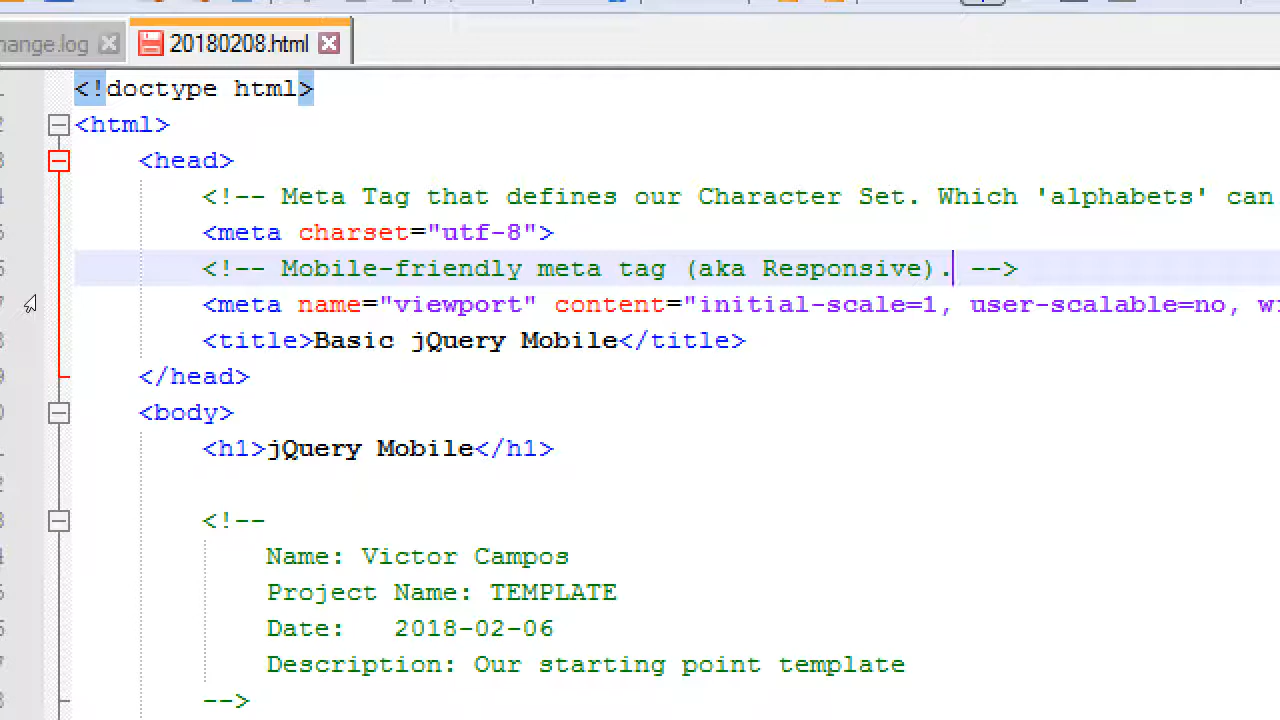 hange.log 20180208.html
<!doctype html>
<html>
<head>
<!-- Meta Tag that defines our Character Set. Which 'alphabets' can
<meta charset="utf-8">
<!-- Mobile-friendly meta tag (aka Responsive). -->
<meta name="viewport" content="initial-scale=1, user-scalable=no, wi
<title>Basic jQuery Mobile</title>
</head>
<body>
<h1>jQuery Mobile</h1>
<!--
Name: Victor Campos
Project Name: TEMPLATE
Date: 2018-02-06
Description: Our starting point template
-->